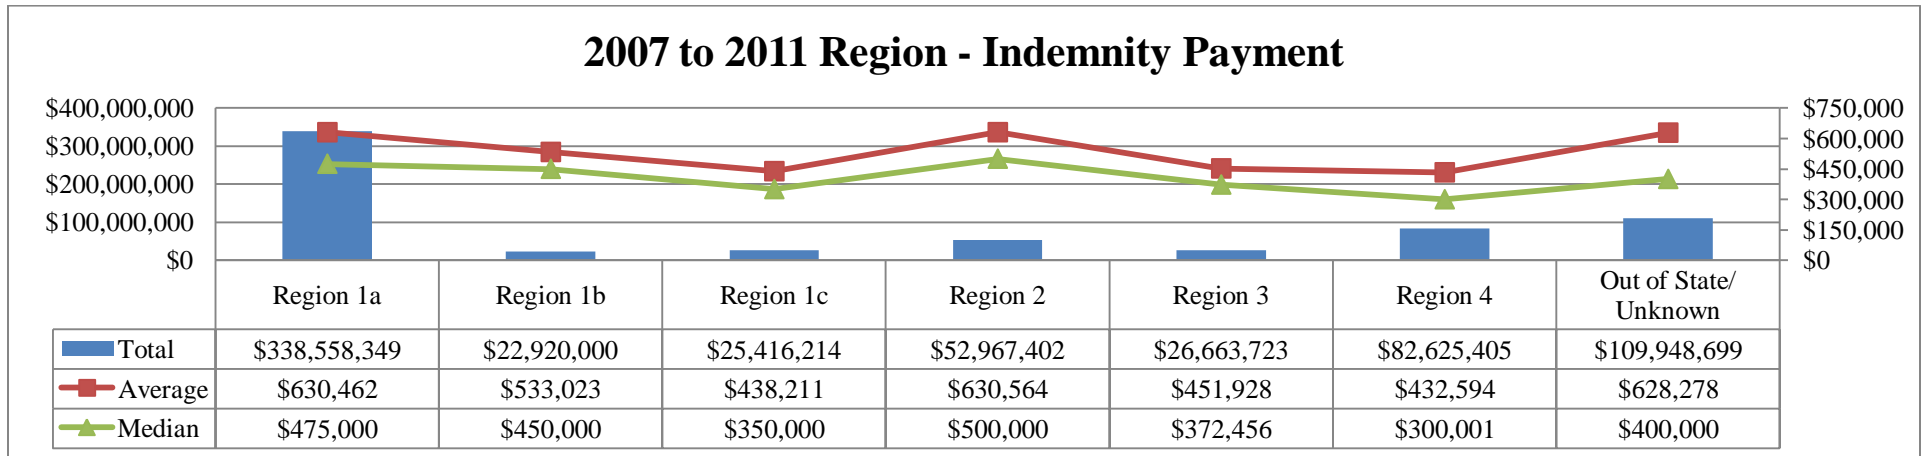 2007 to 2011 Region - Indemnity Payment
$400,000,000
$300,000,000
$200,000,000
$100,000,000
$0
$750,000
$600,000
$450,000
$300,000
$150,000
$0
Region 1a Region 1b Region 1c Region 2 Region 3 Region 4 Out of State/
Unknown
Total $338,558,349 $22,920,000 $25,416,214 $52,967,402 $26,663,723 $82,625,405 $109,948,699
Average $630,462 $533,023 $438,211 $630,564 $451,928 $432,594 $628,278
Median $475,000 $450,000 $350,000 $500,000 $372,456 $300,001 $400,000